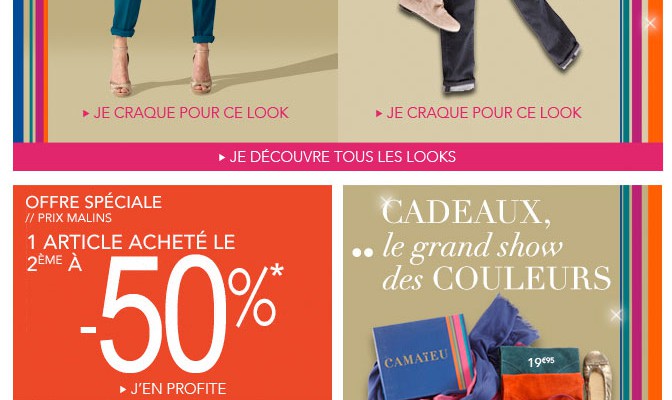 ▸ JE CRAQUE POUR CE LOOK
▸ JE CRAQUE POUR CE LOOK
▸ JE DÉCOUVRE TOUS LES LOOKS
OFFRE SPÉCIALE
// PRIX MALINS
1 ARTICLE ACHETÉ LE
2ÈME À
-50%*
▸ J'EN PROFITE
CADEAUX,
le grand show
des COULEURS
CAMAÏEU
19€95